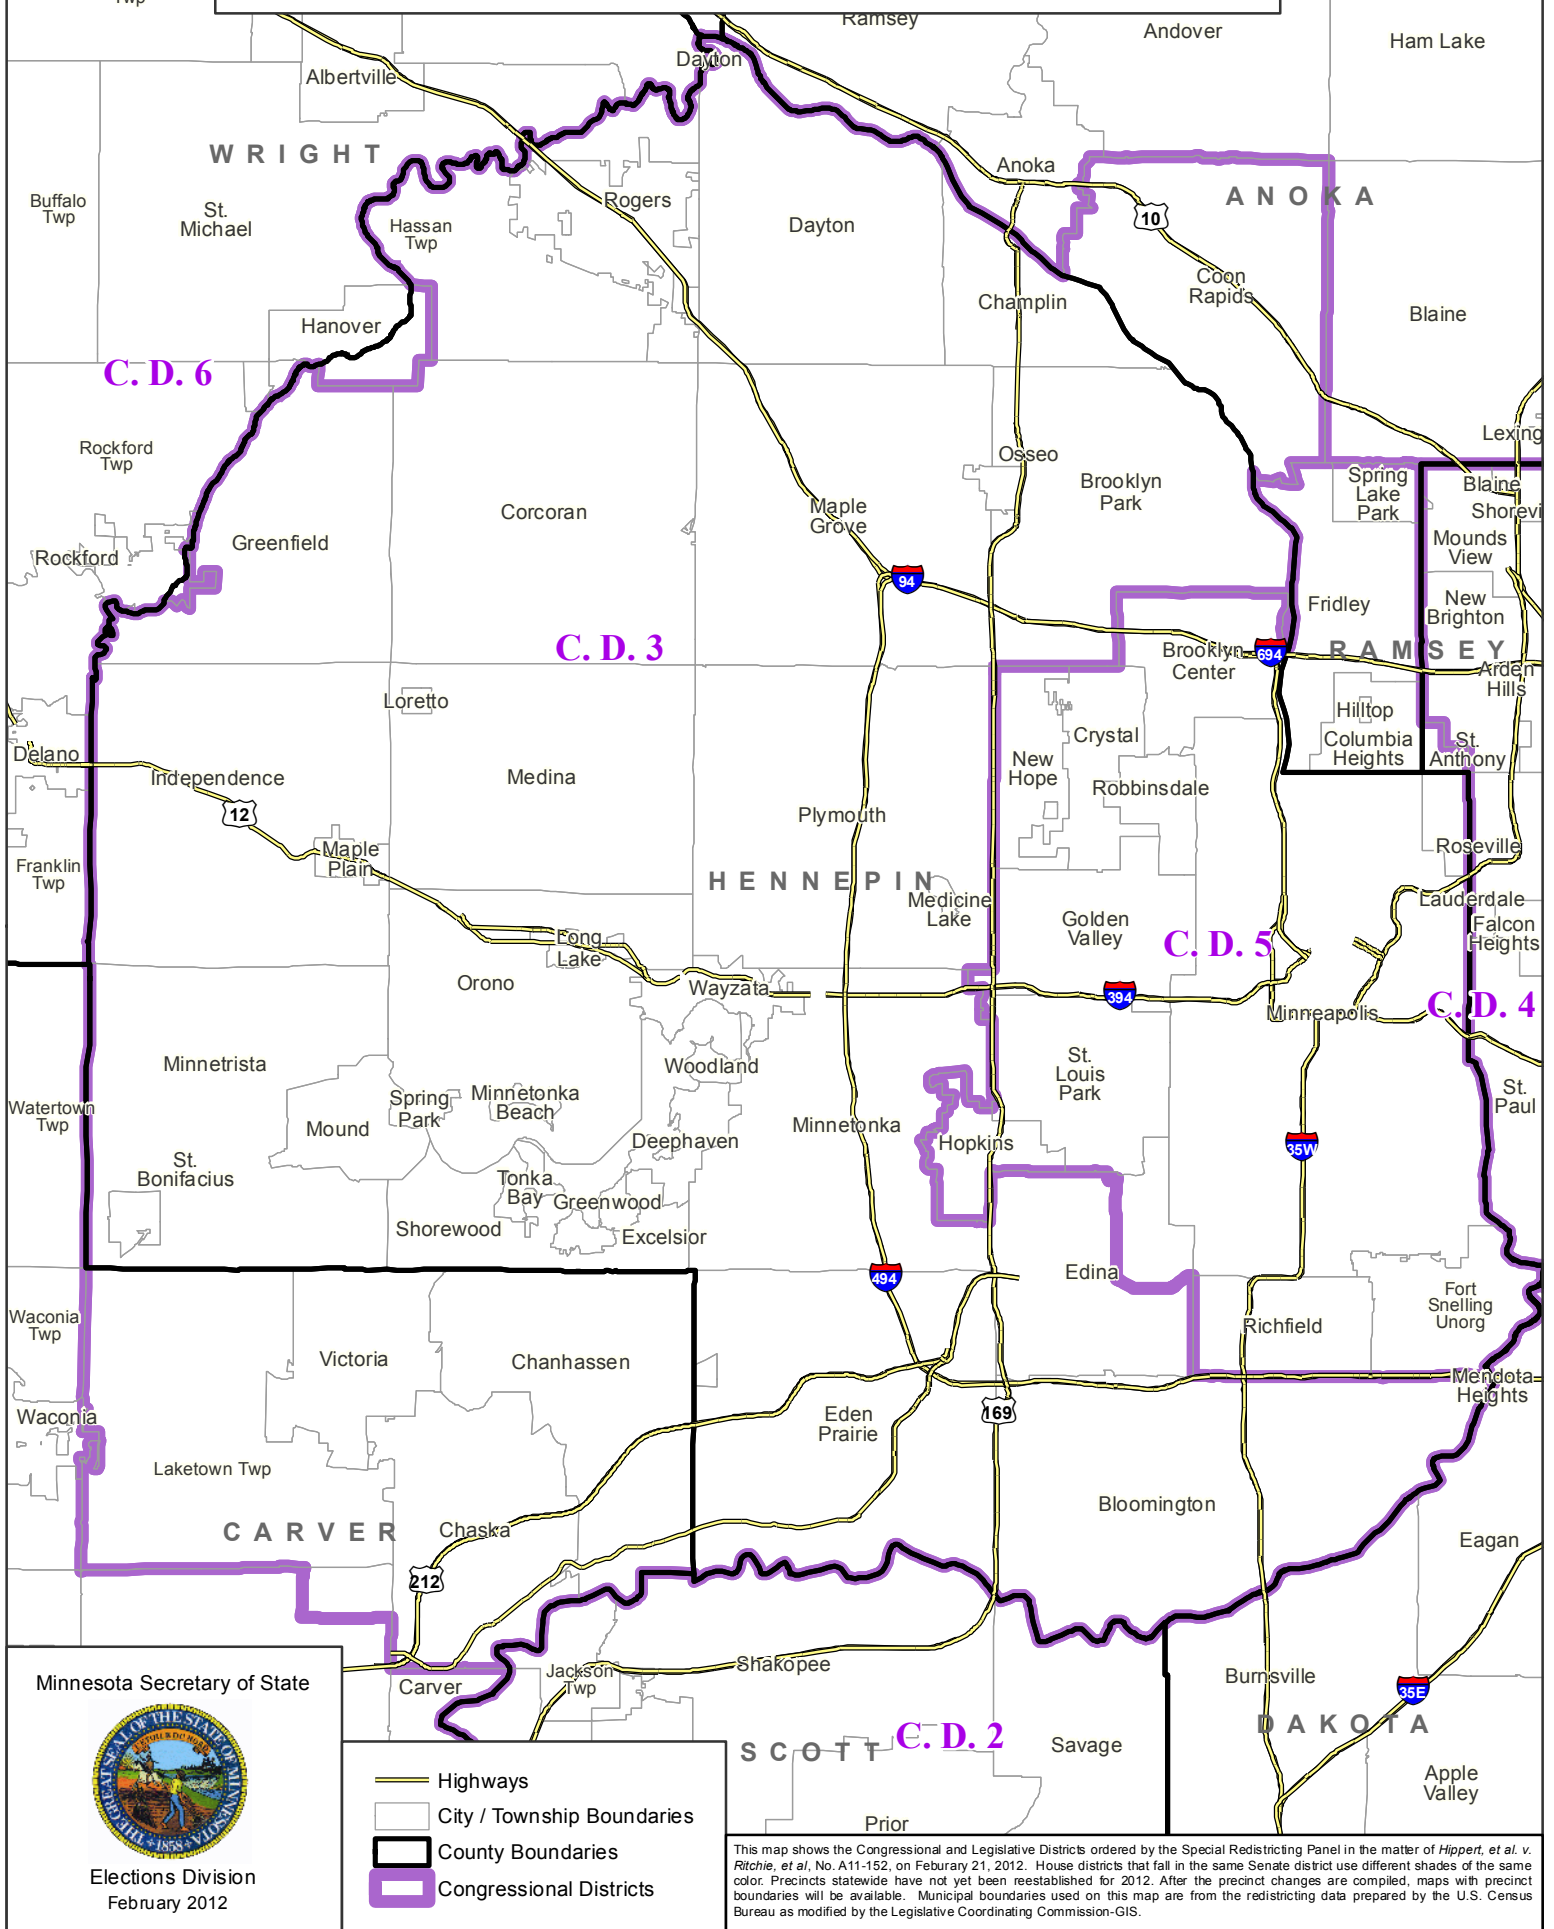 Twp
Ramsey
Andover
Ham Lake
Dayton
Albertville
WRIGHT
Anoka
ANOKA
Buffalo
Twp
St.
Michael
Hassan
Twp
Rogers
Dayton
10
Coon
Rapids
Champlin
Blaine
Hanover
C. D. 6
Rockford
Twp
Osseo
Lexing
Corcoran
Maple
Grove
Brooklyn
Park
Spring
Lake
Park
Blaine
Shorevi
Mounds
View
Rockford
Greenfield
94
Fridley
New
Brighton
C. D. 3
Brooklyn
Center
694
RAMSEY
Arden
Hills
Loretto
Hilltop
Columbia
Heights
St.
Anthony
Delano
Independence
Medina
New
Hope
Crystal
Robbinsdale
12
Plymouth
Maple
Plain
Franklin
Twp
Roseville
HENNEPIN
Medicine
Lake
Golden
Valley
Lauderdale
Falcon
Heights
C. D. 5
Long
Lake
Orono
Wayzata
394
Minneapolis
C. D. 4
Minnetrista
Woodland
St.
Louis
Park
St.
Paul
Watertown
Twp
Mound
Spring
Park
Minnetonka
Beach
Deephaven
Minnetonka
Hopkins
35W
St.
Bonifacius
Tonka
Bay
Greenwood
Shorewood
Excelsior
494
Edina
Fort
Snelling
Unorg
Waconia
Twp
Victoria
Chanhassen
Richfield
Mendota
Heights
Waconia
Eden
Prairie
169
Laketown Twp
Bloomington
CARVER
Chaska
Eagan
212
Carver
Jackson
Twp
Shakopee
Burnsville
35E
DAKOTA
SCOTT
C. D. 2
Savage
Apple
Valley
Prior
Minnesota Secretary of State
THE GREAT SEAL OF THE STATE OF MINNESOTA
L'ETOILE DU NORD
1858
Elections Division
February 2012
Highways
City / Township Boundaries
County Boundaries
Congressional Districts
This map shows the Congressional and Legislative Districts ordered by the Special Redistricting Panel in the matter of Hippert, et al. v.
Ritchie, et al, No. A11-152, on Feburary 21, 2012. House districts that fall in the same Senate district use different shades of the same
color. Precincts statewide have not yet been reestablished for 2012. After the precinct changes are compiled, maps with precinct
boundaries will be available. Municipal boundaries used on this map are from the redistricting data prepared by the U.S. Census
Bureau as modified by the Legislative Coordinating Commission-GIS.